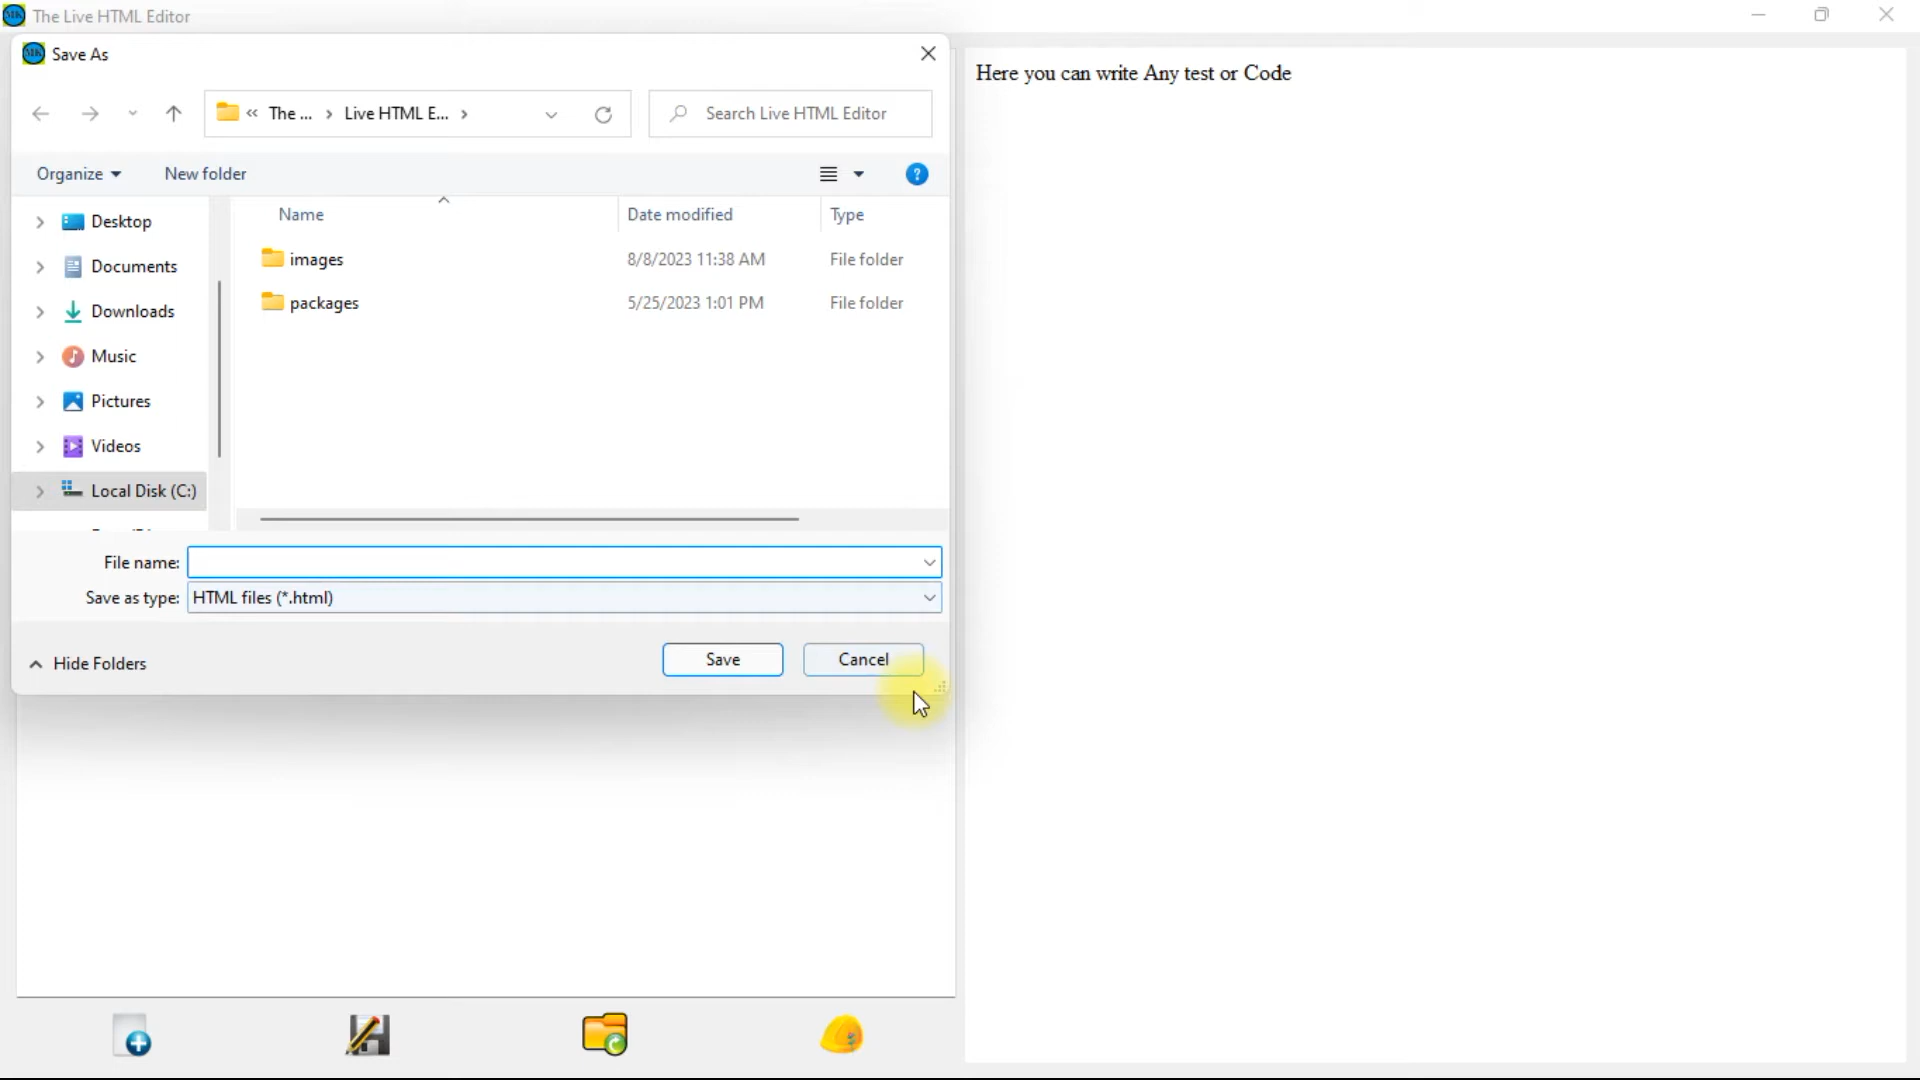 The Live HTML Editor
Save As
Here you can write Any test or Code
« The ... › Live HTML E... ›
Search Live HTML Editor
Organize
New folder
Name Date modified Type
Desktop
Documents
Downloads
Music
Pictures
Videos
Local Disk (C:)
images 8/8/2023 11:38 AM File folder
packages 5/25/2023 1:01 PM File folder
File name:
Save as type: HTML files (*.html)
Hide Folders
Save
Cancel